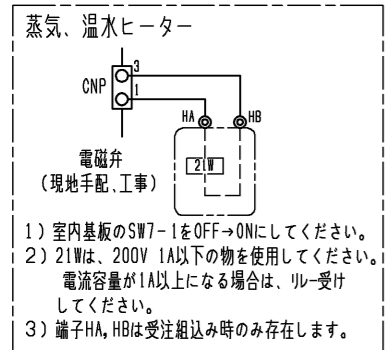 蒸気、温水ヒーター
3
CNP
1
HA
HB
電磁弁
(現地手配、工事)
21W
1）室内基板のSW7-1をOFF→ONにしてください。
2）21Wは、200V 1A以下の物を使用してください。
電流容量が1A以上になる場合は、リレー受け
してください。
3）端子HA,HBは受注組込み時のみ存在します。